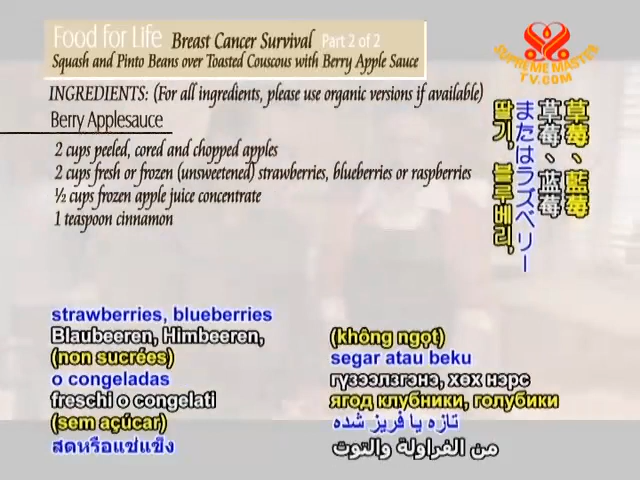 Food for Life Breast Cancer Survival Part 2 of 2
Squash and Pinto Beans over Toasted Couscous with Berry Apple Sauce
SUPREME MASTER
TV.COM
INGREDIENTS: (For all ingredients, please use organic versions if available)
Berry Applesauce
2 cups peeled, cored and chopped apples
2 cups fresh or frozen (unsweetened) strawberries, blueberries or raspberries
½ cups frozen apple juice concentrate
1 teaspoon cinnamon
草莓、藍莓
草莓、蓝莓
またはラズベリー
딸기, 블루베리,
strawberries, blueberries
Blaubeeren, Himbeeren,
(non sucrées)
o congeladas
freschi o congelati
(sem açúcar)
สดหรือแช่แข็ง
(không ngọt)
segar atau beku
гүзээлзгэнэ, хөх нэрс
ягод клубники, голубики
تازه یا فریز شده
من الفراولة والتوت